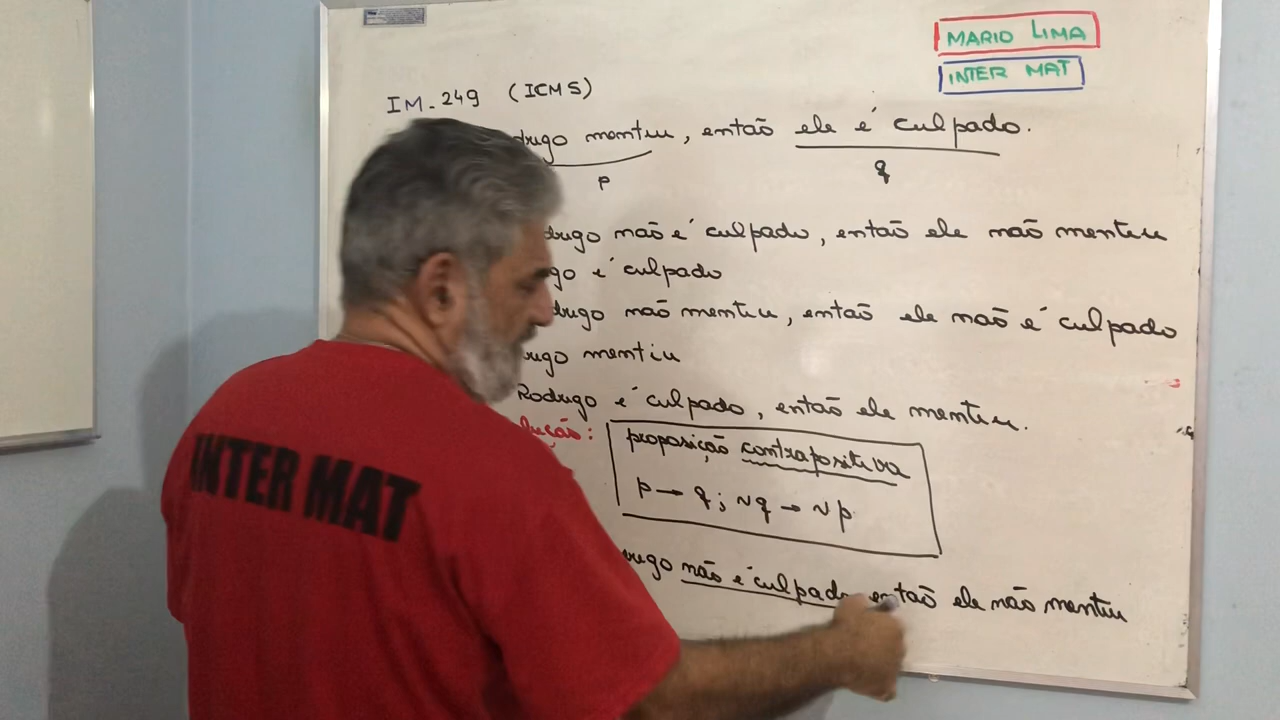 MARIO LIMA
INTER MAT
IM-249 (ICMS)
drigo mentiu, então ele é culpado.
p q
drigo não é culpado, então ele não mentiu
go é culpado
drigo não mentiu, então ele não é culpado
igo mentiu
Rodrigo é culpado, então ele mentiu.
lução:
proposição contrapositiva
p → q; ~q → ~p
rigo não é culpado, então ele não mentiu
INTER MAT